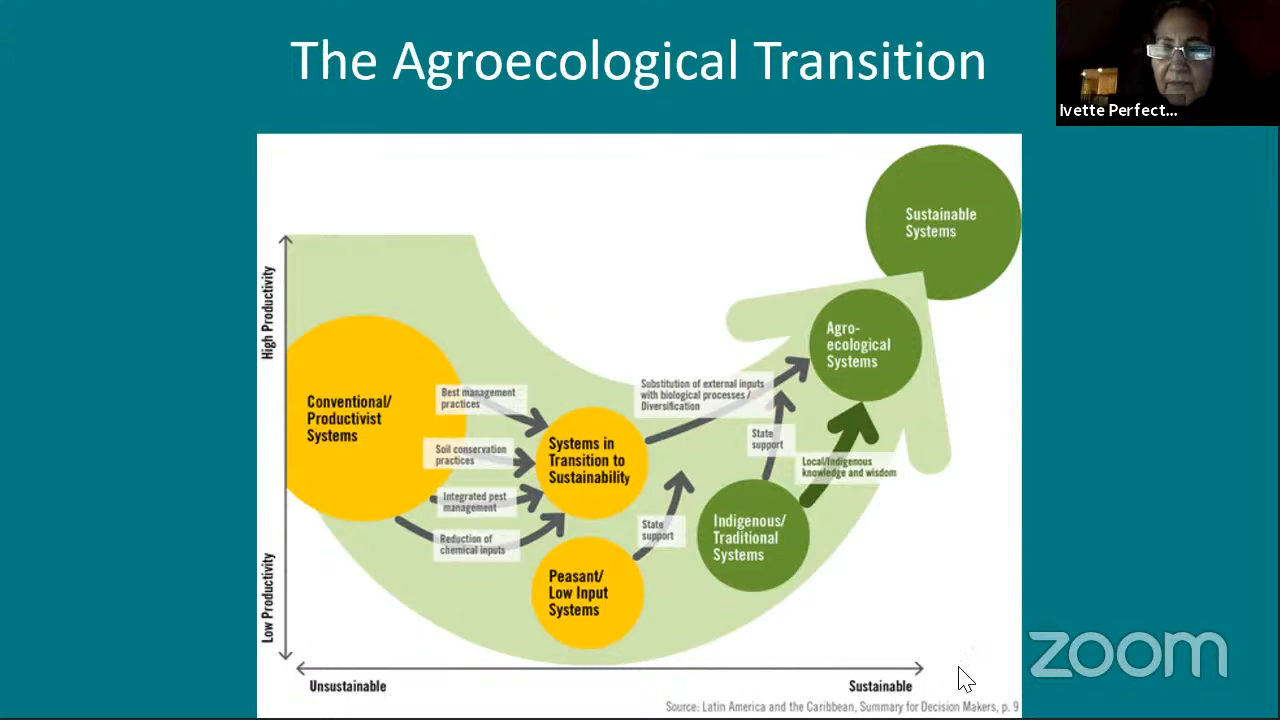 The Agroecological Transition
Ivette Perfect...
Sustainable
Systems
High Productivity
Low Productivity
Agro-
ecological
Systems
Conventional/
Productivist
Systems
Best management
practices
Soil conservation
practices
Integrated pest
management
Reduction of
chemical inputs
Systems in
Transition to
Sustainability
Substitution of external inputs
with biological processes /
Diversification
State
support
Local/Indigenous
knowledge and wisdom
State
support
Indigenous/
Traditional
Systems
Peasant/
Low Input
Systems
Unsustainable
Sustainable
Source: Latin America and the Caribbean, Summary for Decision Makers, p. 9
zoom